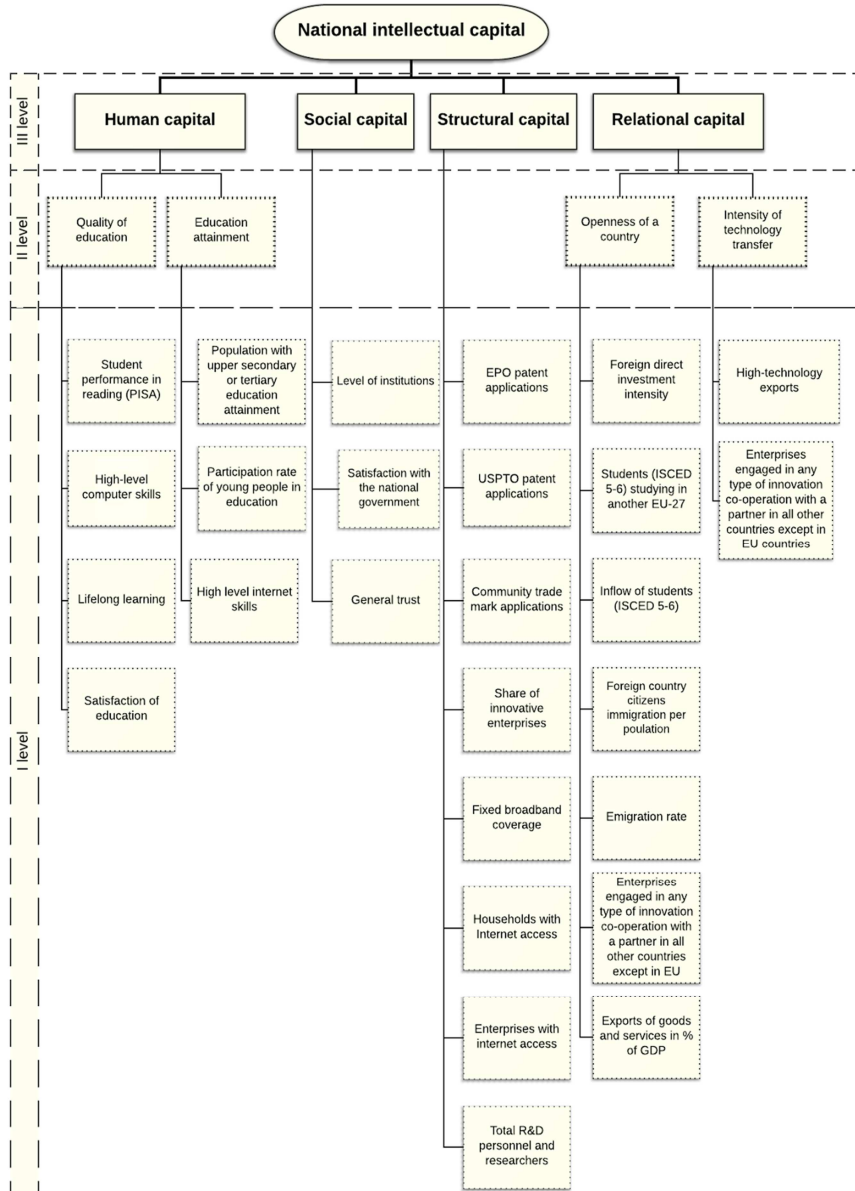 National intellectual capital
III level
Human capital
Social capital
Structural capital
Relational capital
II level
Quality of
education
Education
attainment
Openness of a
country
Intensity of
technology
transfer
I level
Student
performance in
reading (PISA)
High-level
computer skills
Lifelong learning
Satisfaction of
education
Population with
upper secondary
or tertiary
education
attainment
Participation rate
of young people in
education
High level internet
skills
Level of institutions
Satisfaction with
the national
government
General trust
EPO patent
applications
USPTO patent
applications
Community trade
mark applications
Share of
innovative
enterprises
Fixed broadband
coverage
Households with
Internet access
Enterprises with
internet access
Total R&D
personnel and
researchers
Foreign direct
investment
intensity
Students (ISCED
5-6) studying in
another EU-27
Inflow of students
(ISCED 5-6)
Foreign country
citizens
immigration per
poulation
Emigration rate
Enterprises
engaged in any
type of innovation
co-operation with
a partner in all
other countries
except in EU
Exports of goods
and services in %
of GDP
High-technology
exports
Enterprises
engaged in any
type of innovation
co-operation with a
partner in all other
countries except in
EU countries